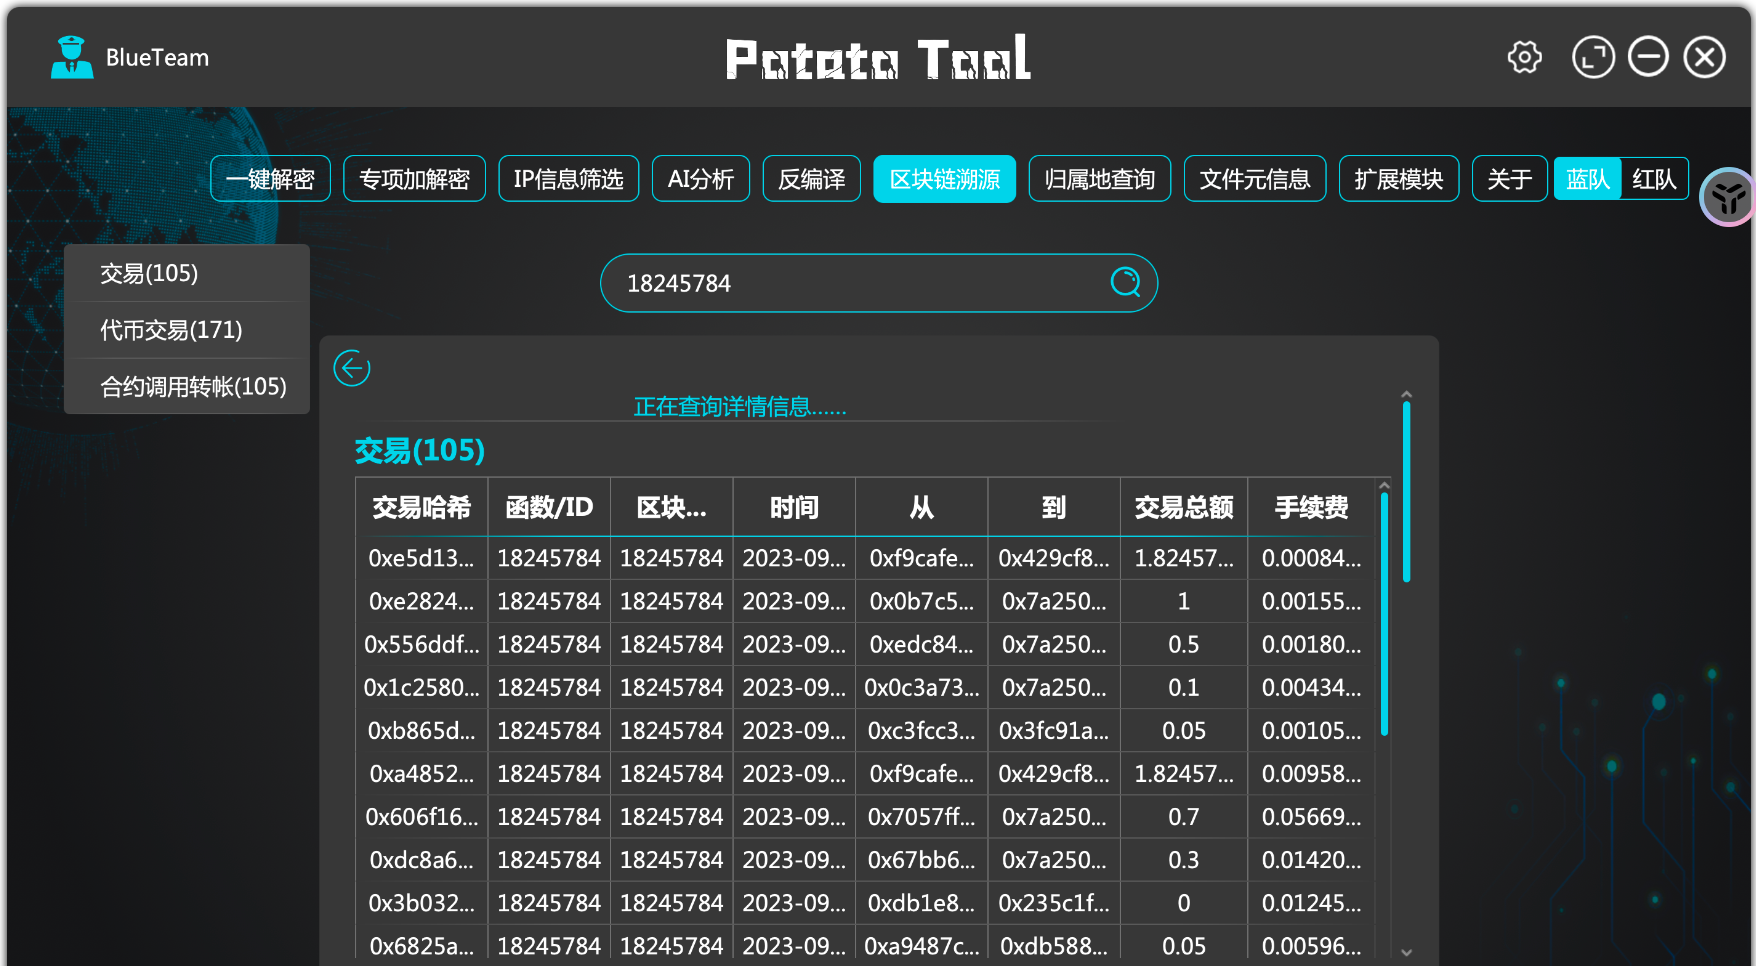 BlueTeam
Potato Tool
一键解密 专项加解密 IP信息筛选 AI分析 反编译 区块链溯源 归属地查询 文件元信息 扩展模块 关于 蓝队 红队
交易(105)
代币交易(171)
合约调用转帐(105)
18245784
正在查询详情信息......
交易(105)
交易哈希 函数/ID 区块... 时间 从 到 交易总额 手续费
0xe5d13... 18245784 18245784 2023-09... 0xf9cafe... 0x429cf8... 1.82457... 0.00084...
0xe2824... 18245784 18245784 2023-09... 0x0b7c5... 0x7a250... 1 0.00155...
0x556ddf... 18245784 18245784 2023-09... 0xedc84... 0x7a250... 0.5 0.00180...
0x1c2580... 18245784 18245784 2023-09... 0x0c3a73... 0x7a250... 0.1 0.00434...
0xb865d... 18245784 18245784 2023-09... 0xc3fcc3... 0x3fc91a... 0.05 0.00105...
0xa4852... 18245784 18245784 2023-09... 0xf9cafe... 0x429cf8... 1.82457... 0.00958...
0x606f16... 18245784 18245784 2023-09... 0x7057ff... 0x7a250... 0.7 0.05669...
0xdc8a6... 18245784 18245784 2023-09... 0x67bb6... 0x7a250... 0.3 0.01420...
0x3b032... 18245784 18245784 2023-09... 0xdb1e8... 0x235c1f... 0 0.01245...
0x6825a... 18245784 18245784 2023-09... 0xa9487c... 0xdb588... 0.05 0.00596...